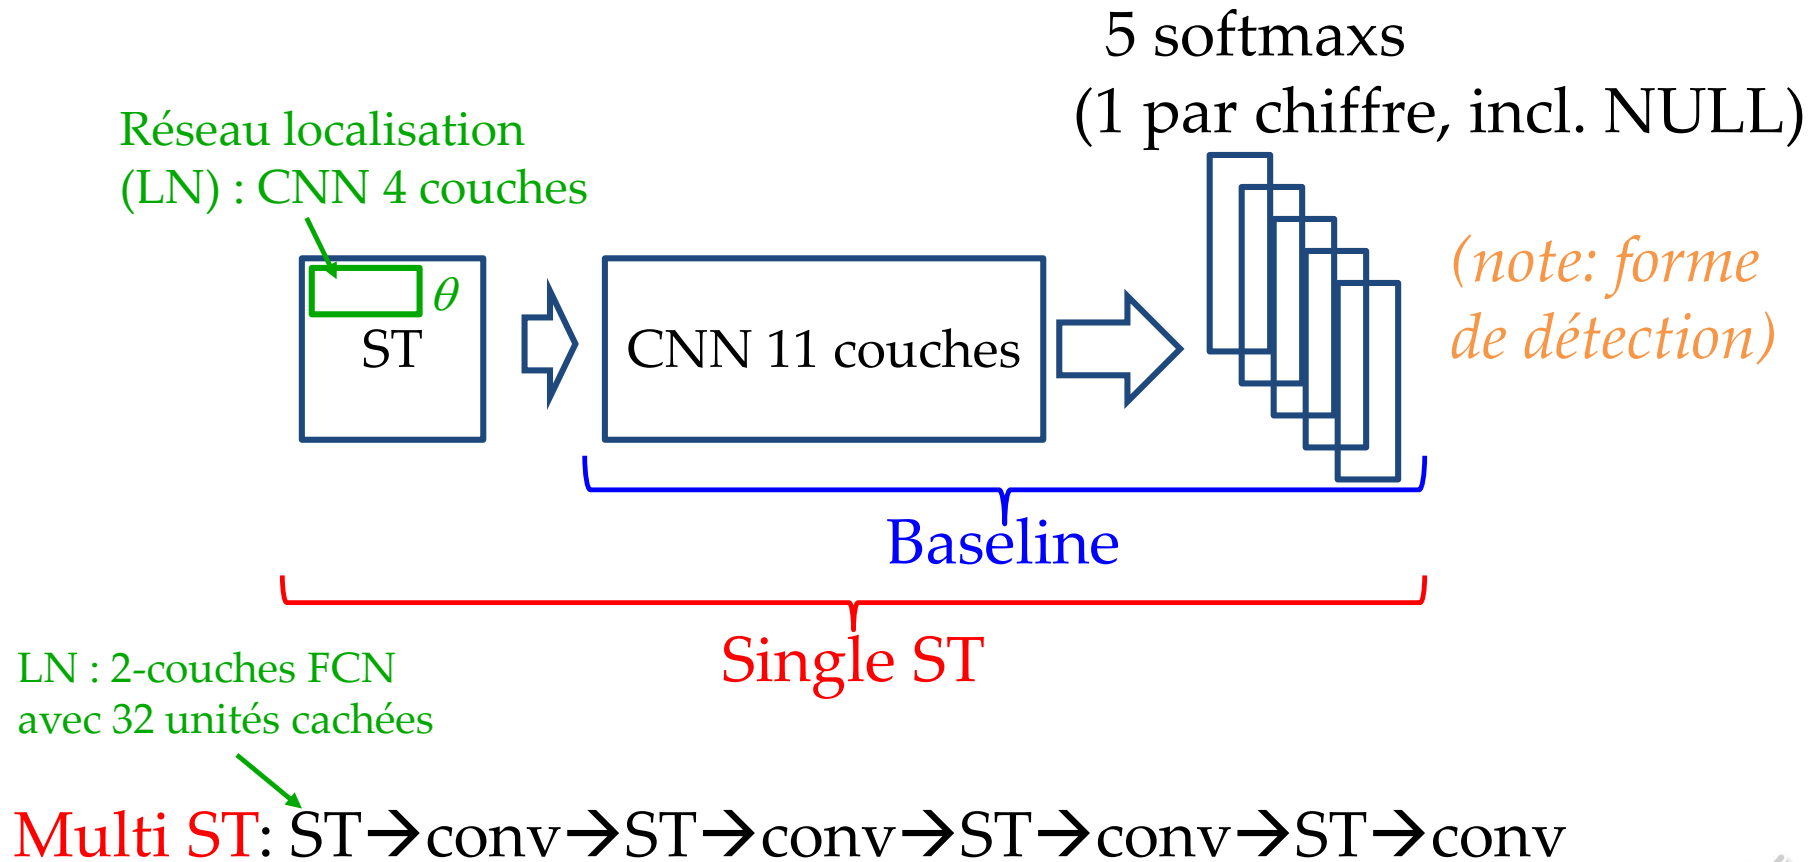 5 softmaxs
(1 par chiffre, incl. NULL)
Réseau localisation
(LN) : CNN 4 couches
(note: forme
de détection)
θ
ST
CNN 11 couches
Baseline
Single ST
LN : 2-couches FCN
avec 32 unités cachées
Multi ST: ST→conv→ST→conv→ST→conv→ST→conv